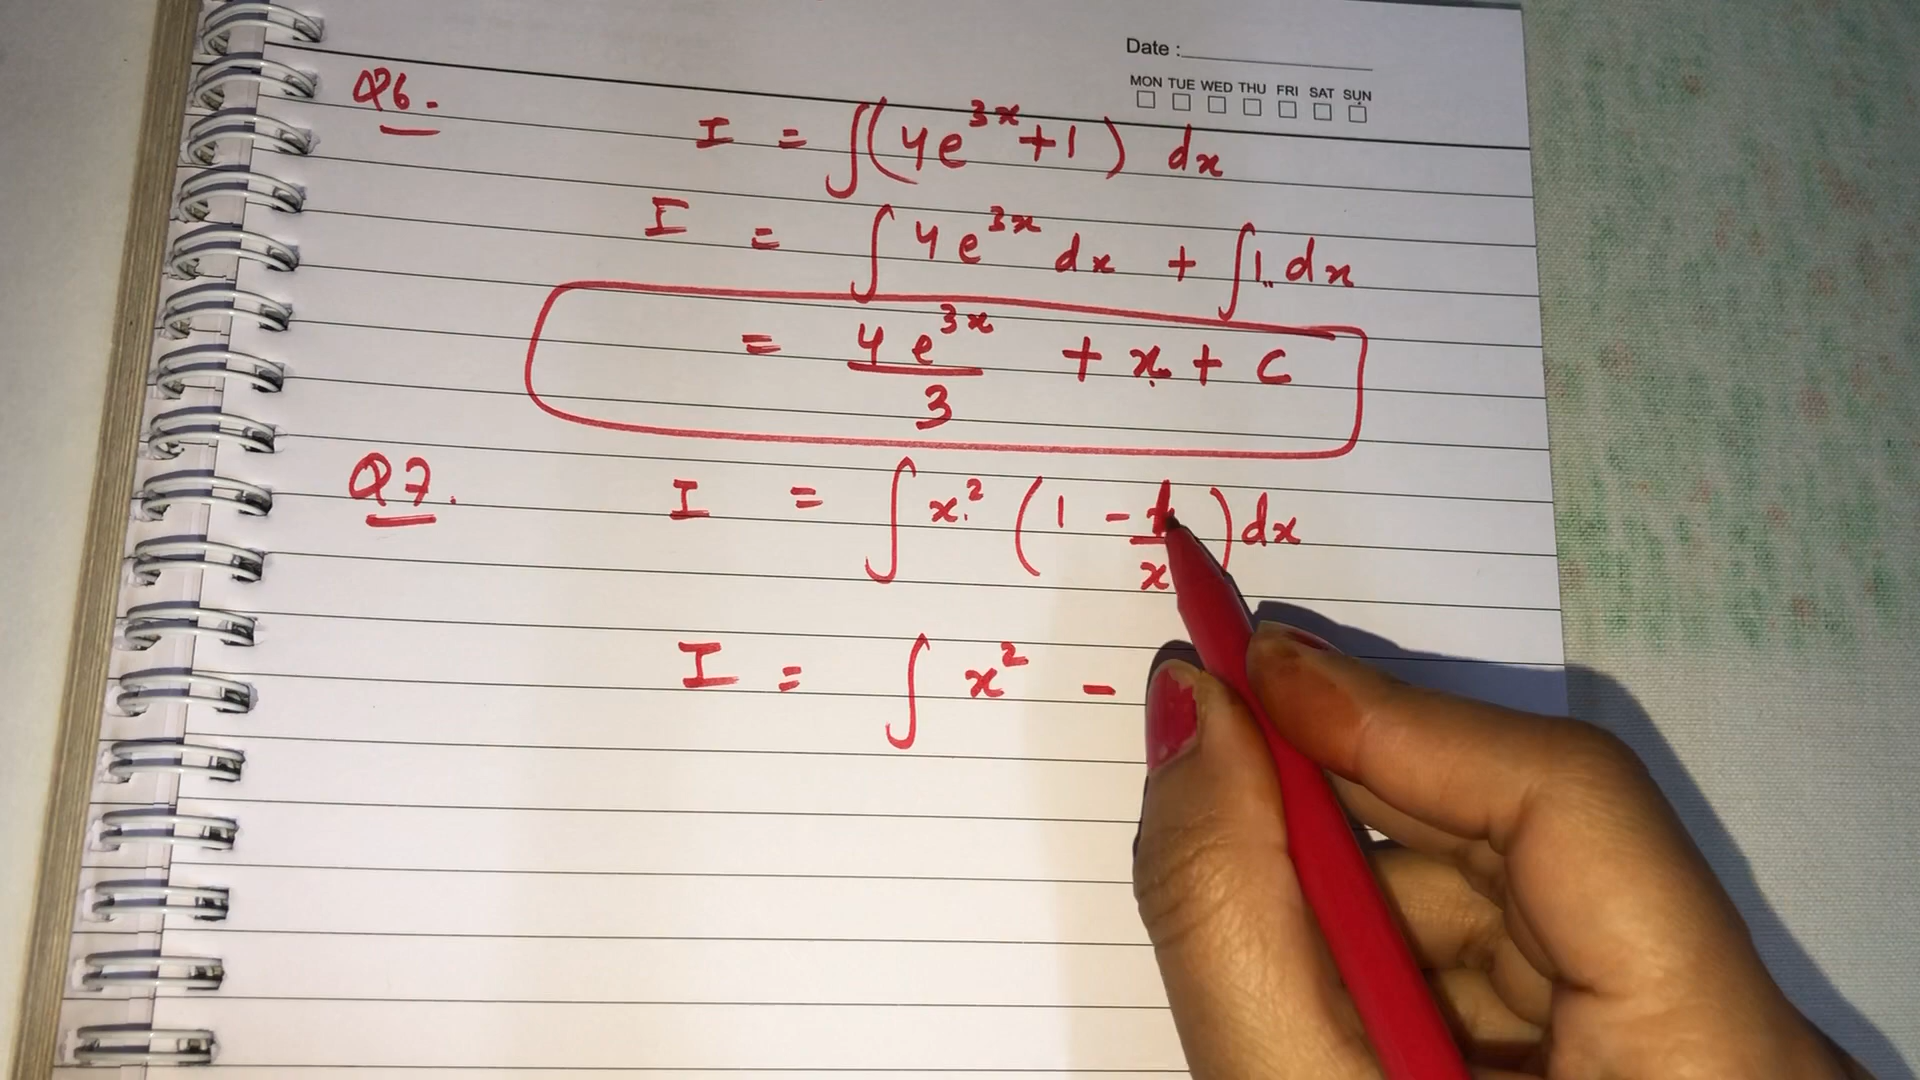 Date :
MON TUE WED THU FRI SAT SUN
Q6.
I = ∫(4e^{3x}+1) dx
I = ∫ 4e^{3x} dx + ∫1. dx
= 4e^{3x}/3 + x + c
Q7.
I = ∫ x² (1 - 1/x) dx
I = ∫ x² -